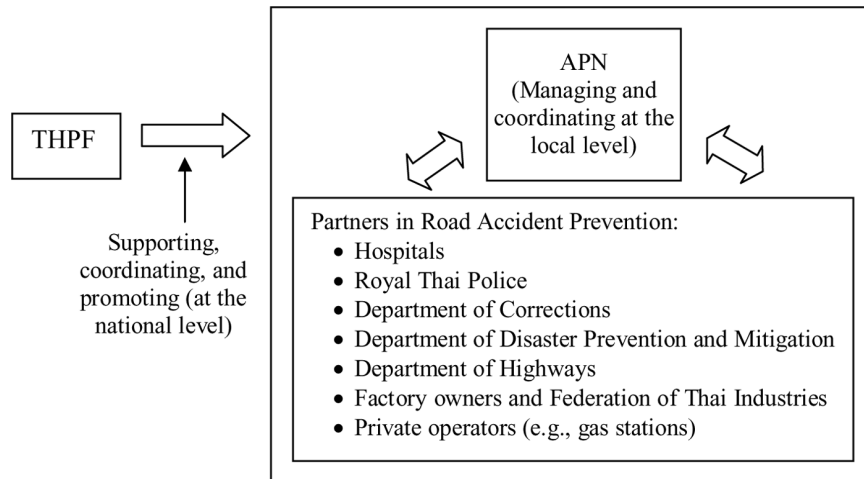 THPF
Supporting,
coordinating, and
promoting (at the
national level)
APN
(Managing and
coordinating at the
local level)
Partners in Road Accident Prevention:
• Hospitals
• Royal Thai Police
• Department of Corrections
• Department of Disaster Prevention and Mitigation
• Department of Highways
• Factory owners and Federation of Thai Industries
• Private operators (e.g., gas stations)